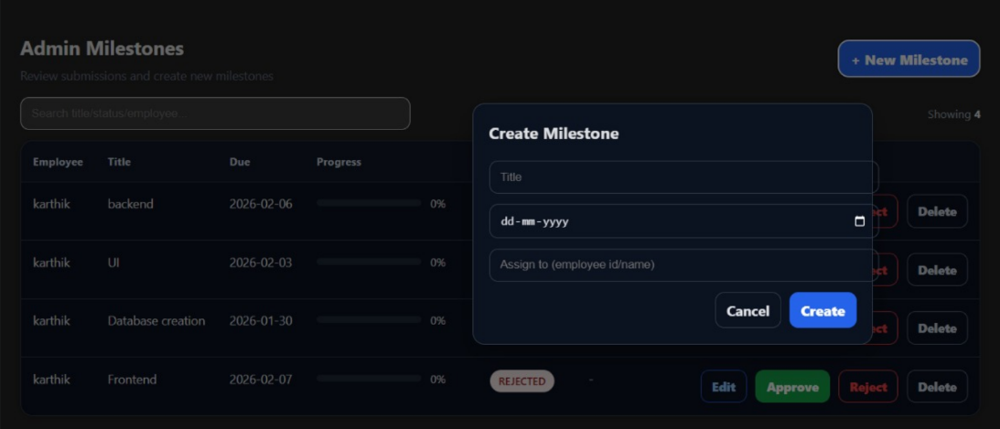 Admin Milestones
+ New Milestone
Review submissions and create new milestones
Search title/status/employee...
Showing 4
Create Milestone
Title
dd-mm-yyyy
Assign to (employee id/name)
Cancel
Create
Employee Title Due Progress
karthik backend 2026-02-06 0% Delete
karthik UI 2026-02-03 0% Delete
karthik Database creation 2026-01-30 0% Delete
karthik Frontend 2026-02-07 0% REJECTED - Edit Approve Reject Delete